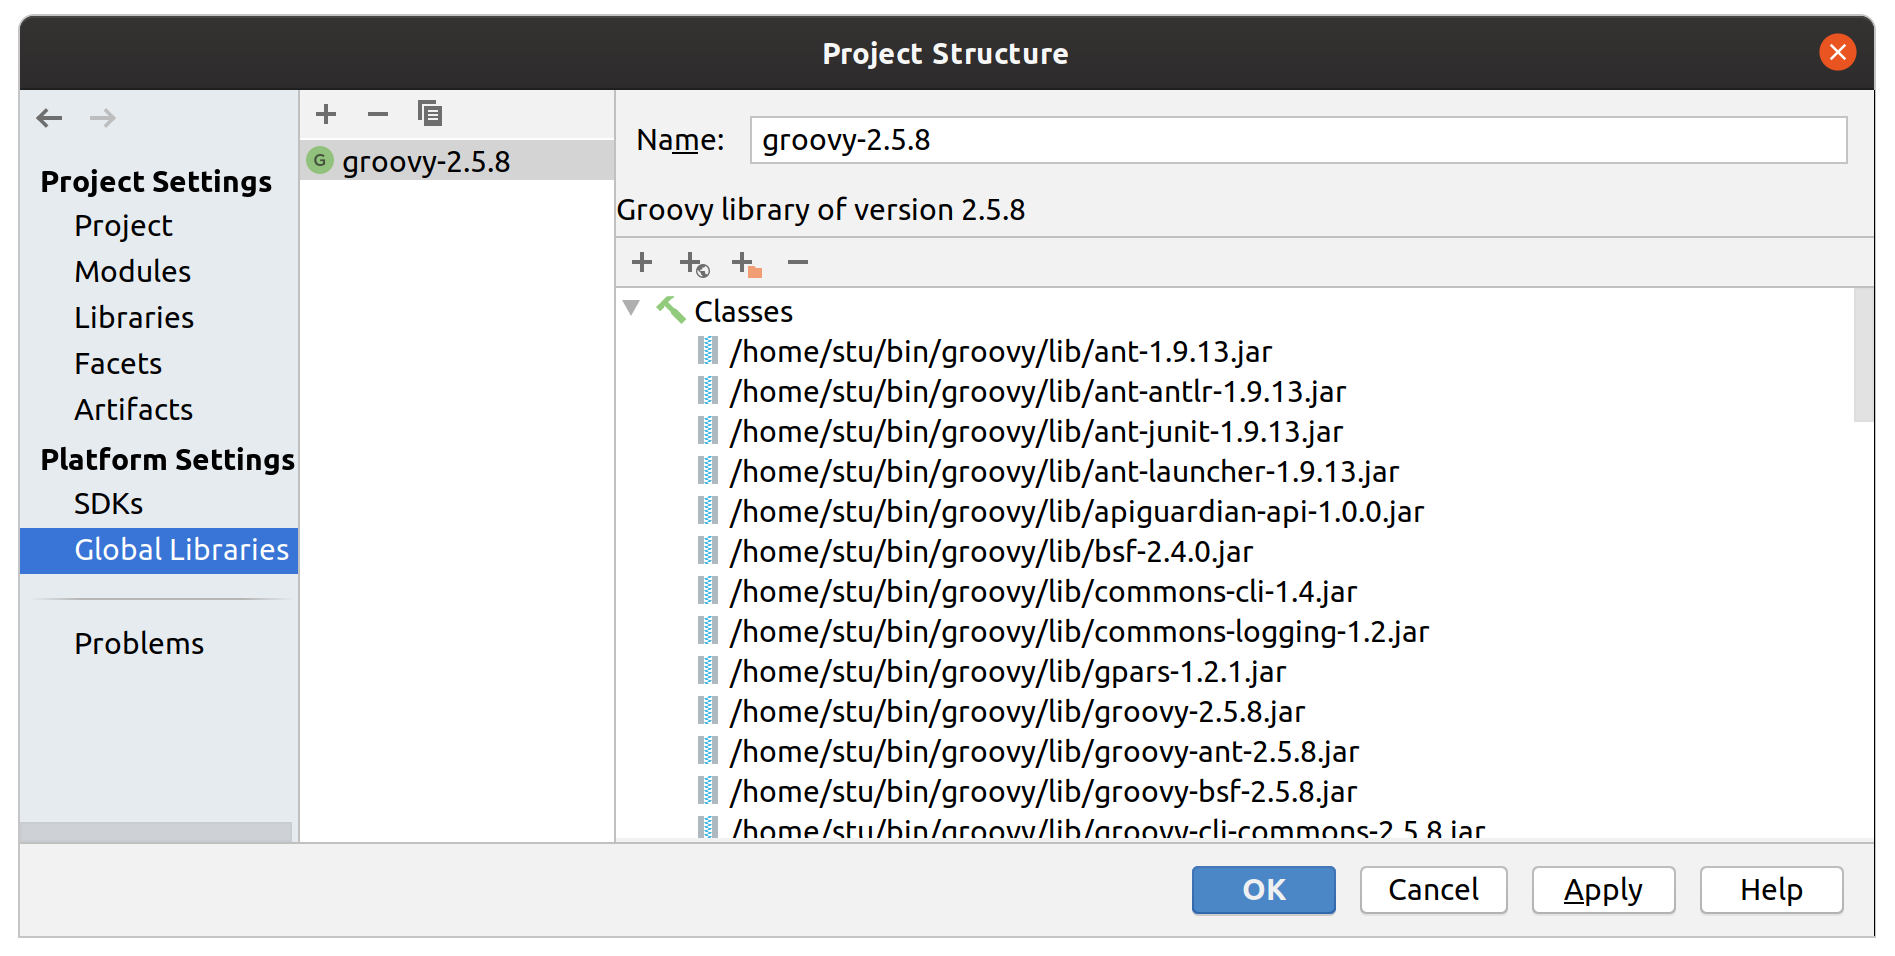 Project Structure
Project Settings
Project
Modules
Libraries
Facets
Artifacts
Platform Settings
SDKs
Global Libraries
Problems
G groovy-2.5.8
Name: groovy-2.5.8
Groovy library of version 2.5.8
Classes
/home/stu/bin/groovy/lib/ant-1.9.13.jar
/home/stu/bin/groovy/lib/ant-antlr-1.9.13.jar
/home/stu/bin/groovy/lib/ant-junit-1.9.13.jar
/home/stu/bin/groovy/lib/ant-launcher-1.9.13.jar
/home/stu/bin/groovy/lib/apiguardian-api-1.0.0.jar
/home/stu/bin/groovy/lib/bsf-2.4.0.jar
/home/stu/bin/groovy/lib/commons-cli-1.4.jar
/home/stu/bin/groovy/lib/commons-logging-1.2.jar
/home/stu/bin/groovy/lib/gpars-1.2.1.jar
/home/stu/bin/groovy/lib/groovy-2.5.8.jar
/home/stu/bin/groovy/lib/groovy-ant-2.5.8.jar
/home/stu/bin/groovy/lib/groovy-bsf-2.5.8.jar
/home/stu/bin/groovy/lib/groovy-cli-commons-2.5.8.jar
OK
Cancel
Apply
Help